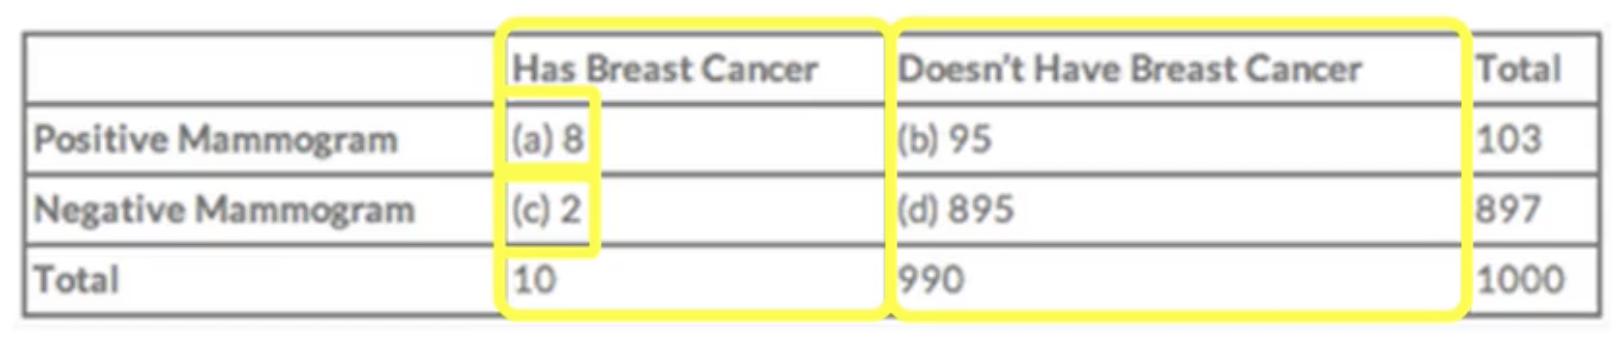 Has Breast Cancer Doesn't Have Breast Cancer Total
Positive Mammogram (a) 8 (b) 95 103
Negative Mammogram (c) 2 (d) 895 897
Total 10 990 1000